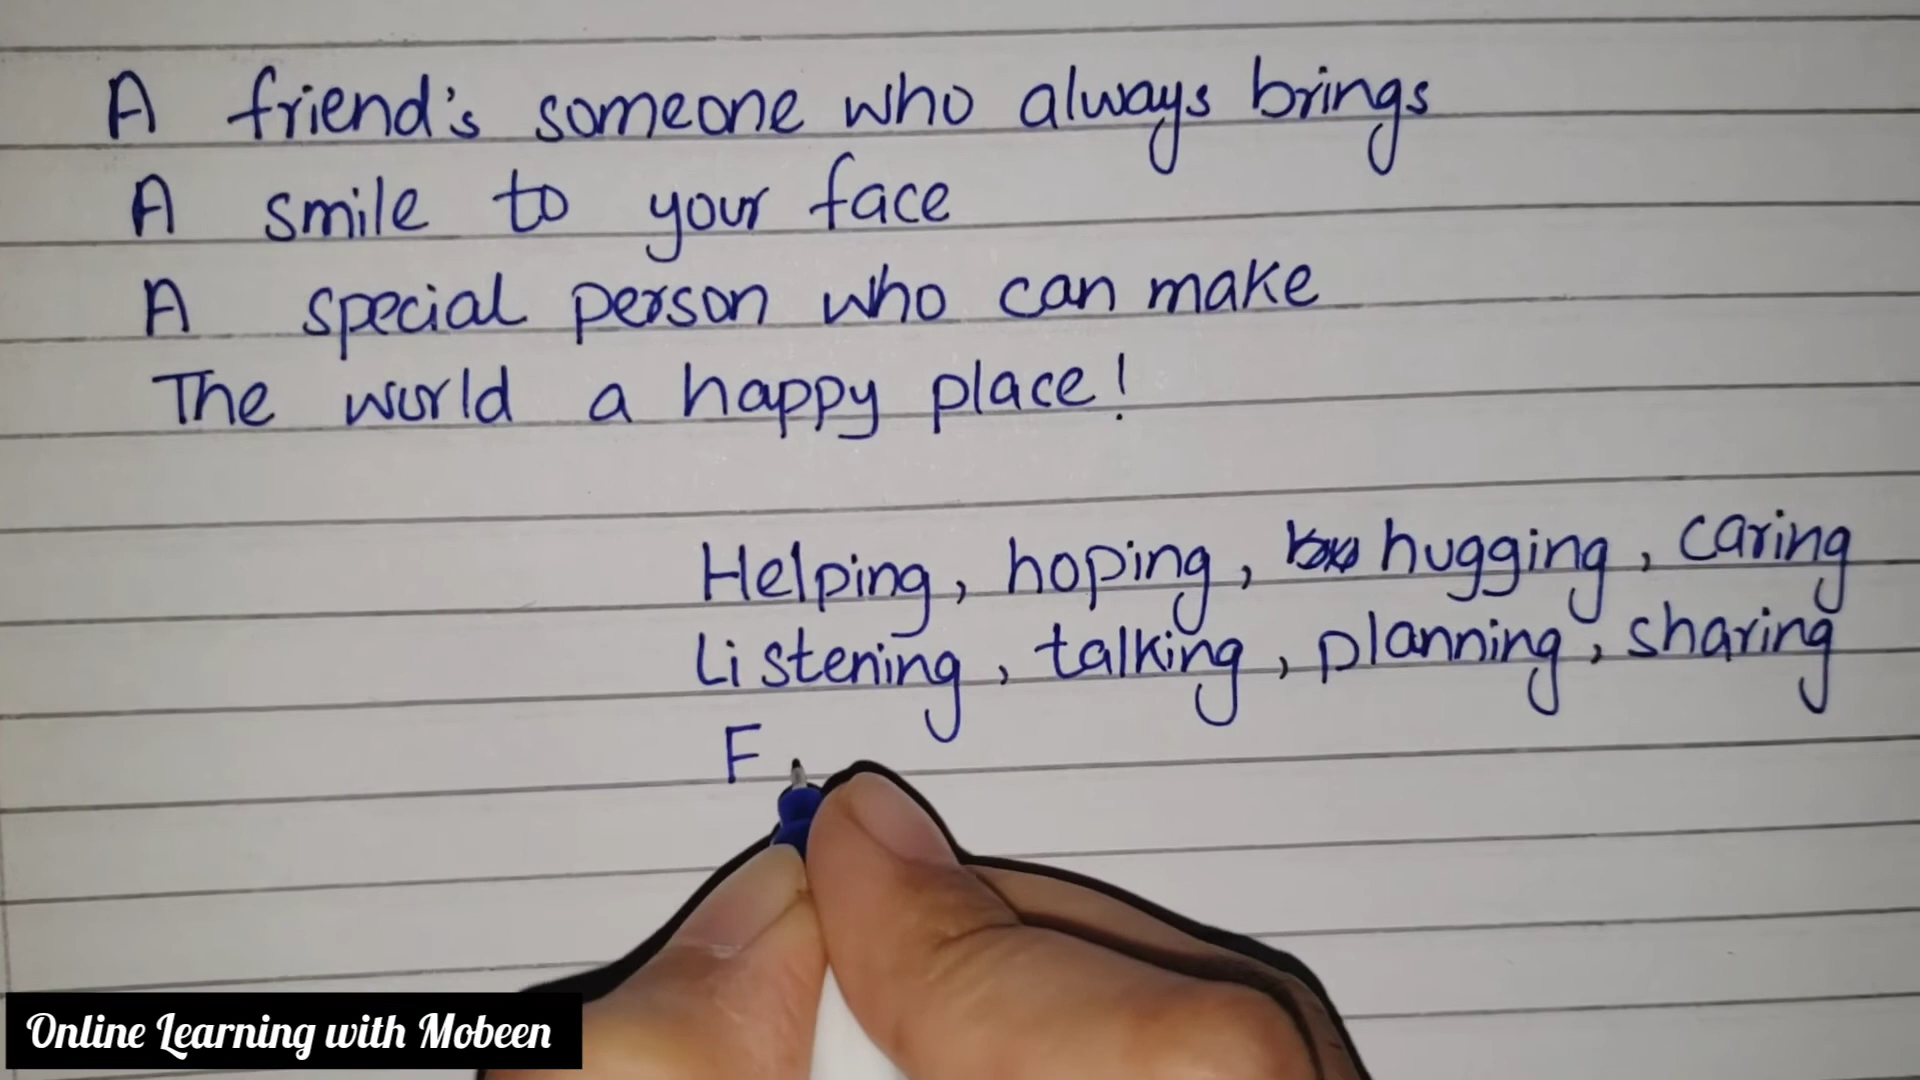 A friend's someone who always brings
A smile to your face
A special person who can make
The world a happy place!
Helping, hoping, hugging, caring
Listening, talking, planning, sharing
F
Online Learning with Mobeen